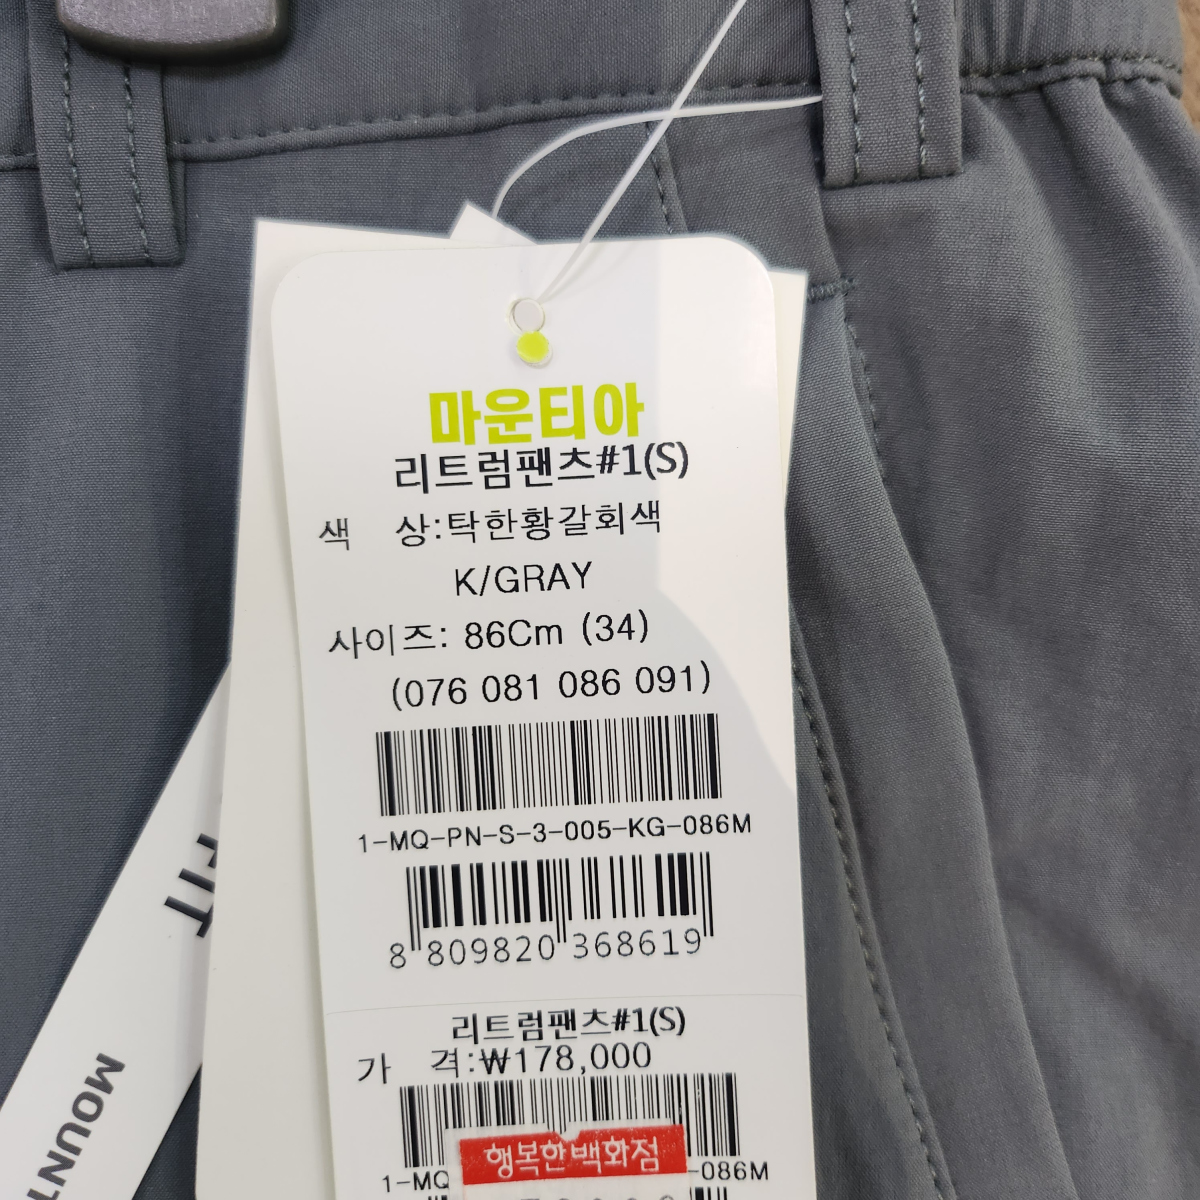 마운티아
리트럼팬츠#1(S)
색 상:탁한황갈회색
K/GRAY
사이즈: 86Cm (34)
(076 081 086 091)
1-MQ-PN-S-3-005-KG-086M
8 809820 368619
리트럼팬츠#1(S)
가 격:₩178,000
행복한백화점
1-MQ
-086M
FIT
MOUNT